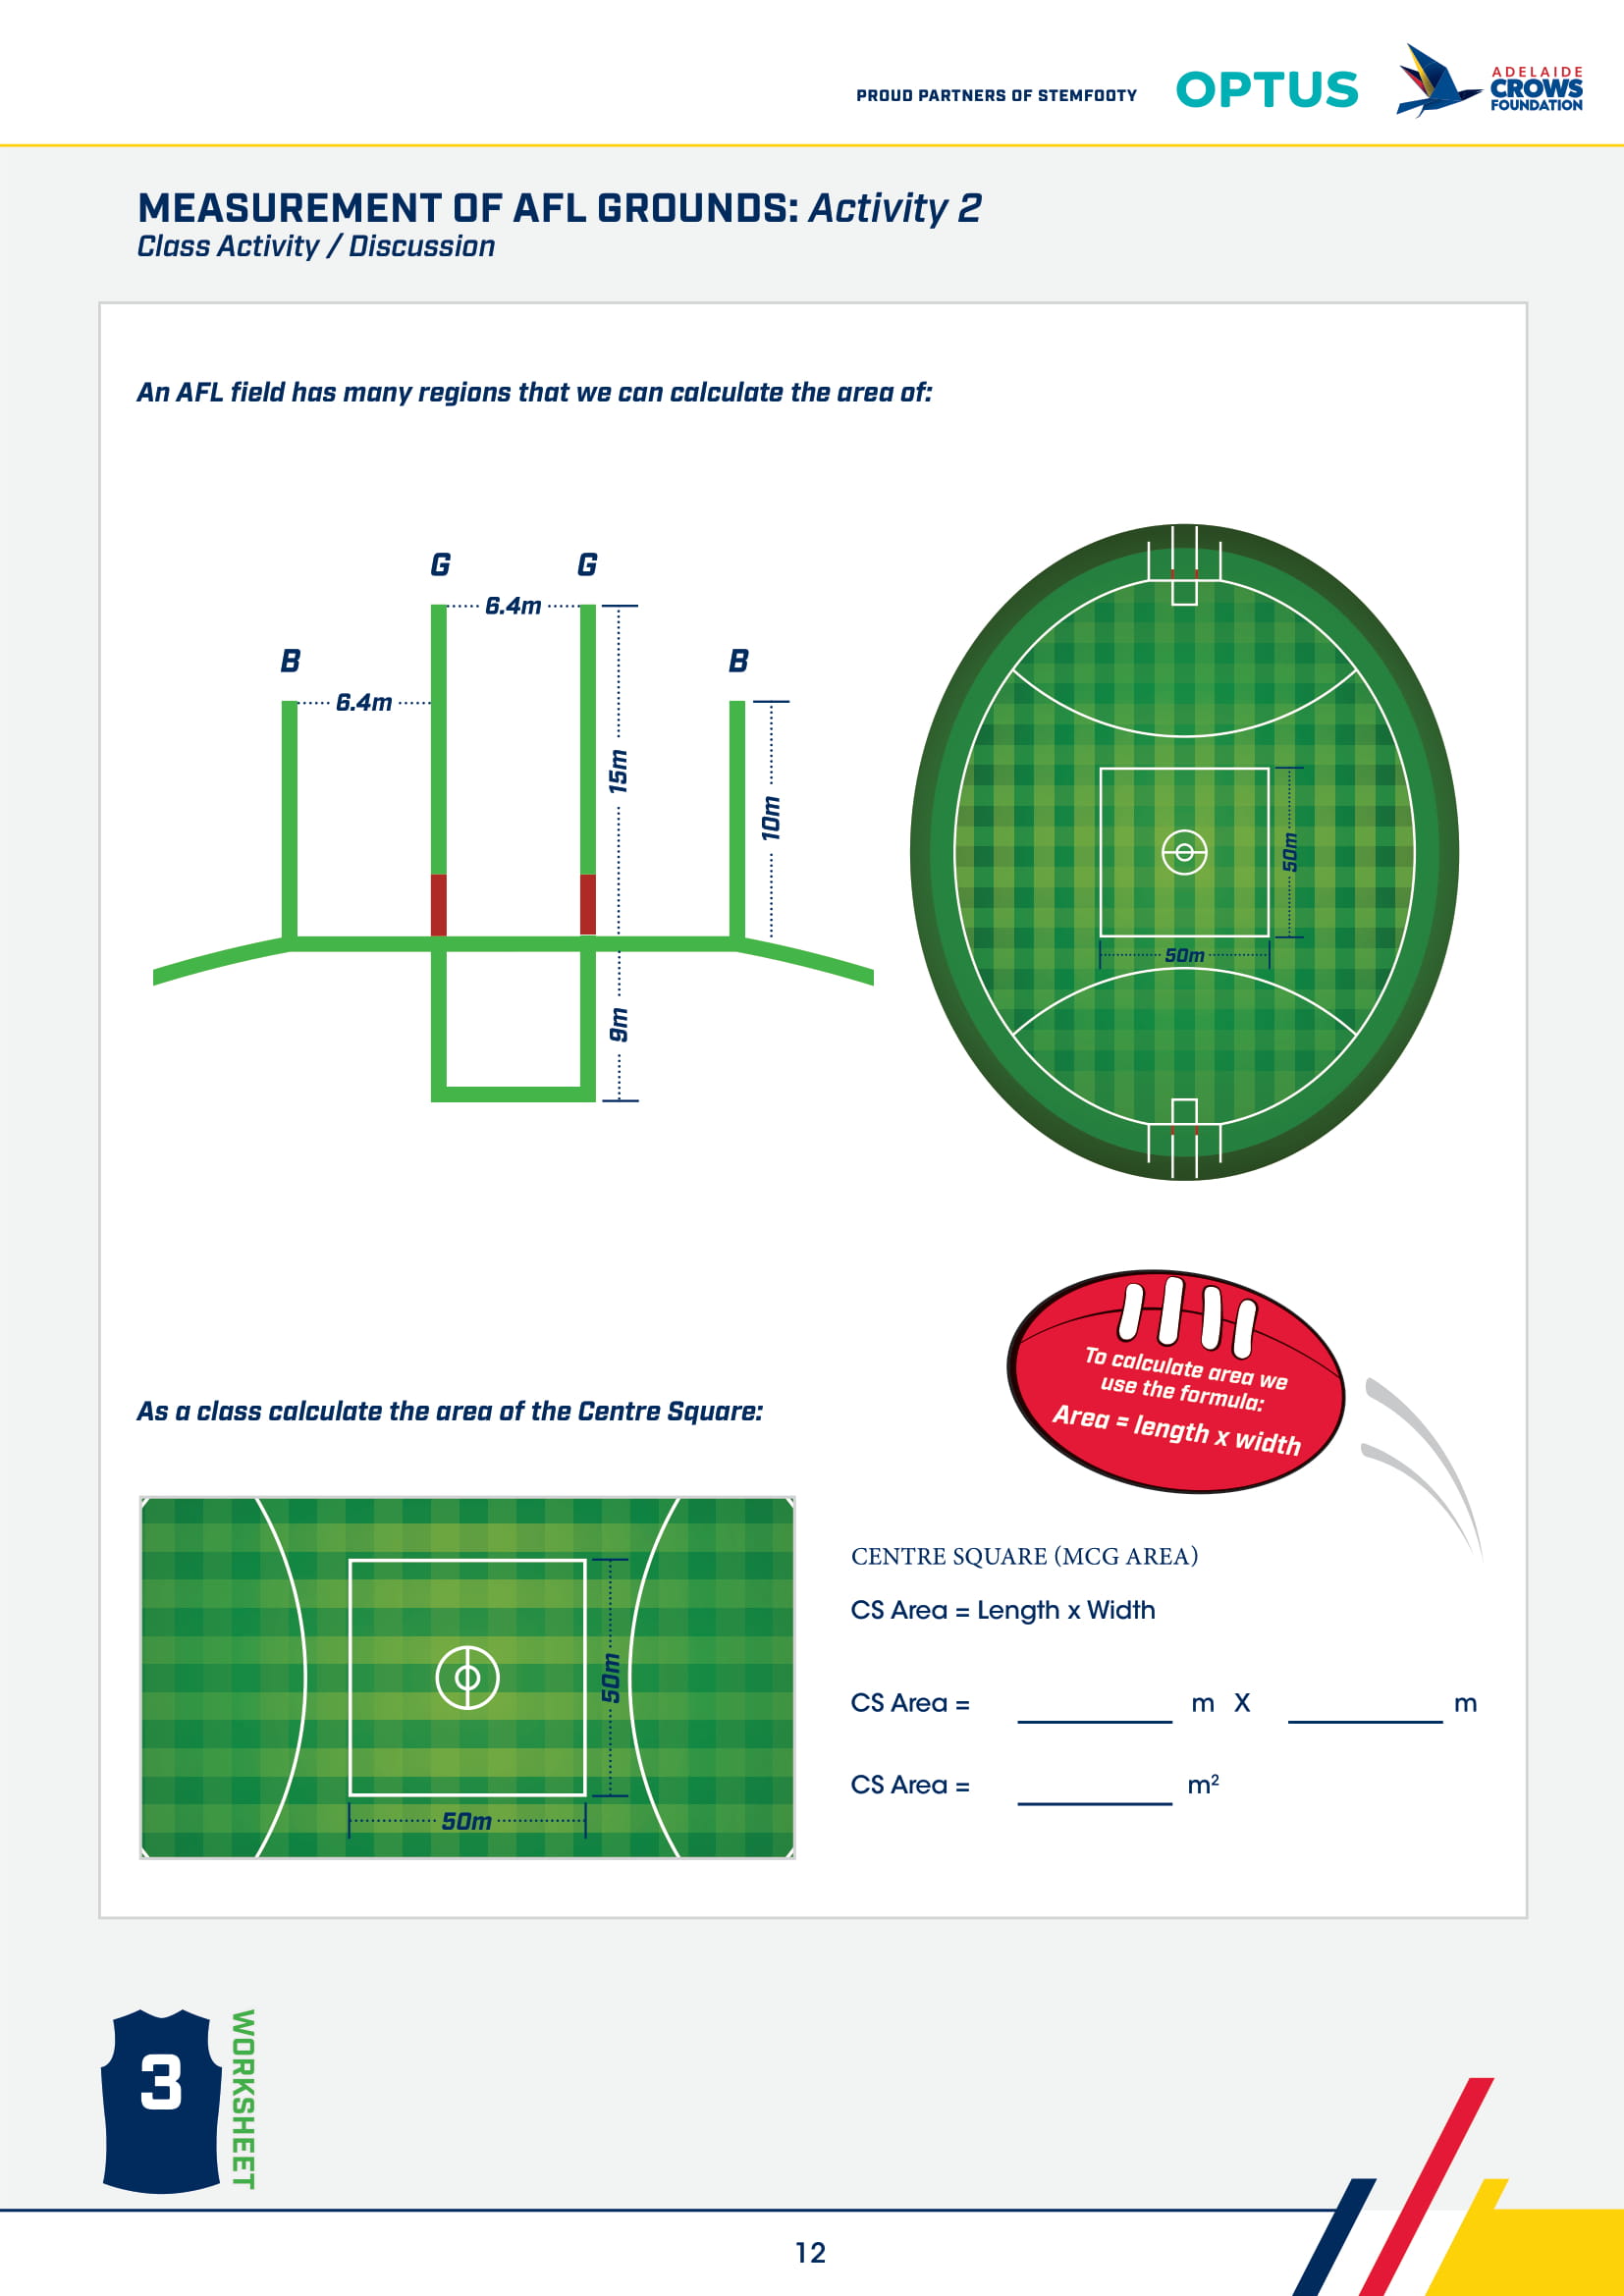 PROUD PARTNERS OF STEMFOOTY
OPTUS
ADELAIDE
CROWS
FOUNDATION
MEASUREMENT OF AFL GROUNDS: Activity 2
Class Activity / Discussion
An AFL field has many regions that we can calculate the area of:
G
G
6.4m
B
B
6.4m
15m
10m
9m
50m
50m
To calculate area we
use the formula:
Area = length x width
As a class calculate the area of the Centre Square:
50m
50m
CENTRE SQUARE (MCG AREA)
CS Area = Length x Width
CS Area = ________ m X ________ m
CS Area = ________ m²
3
WORKSHEET
12